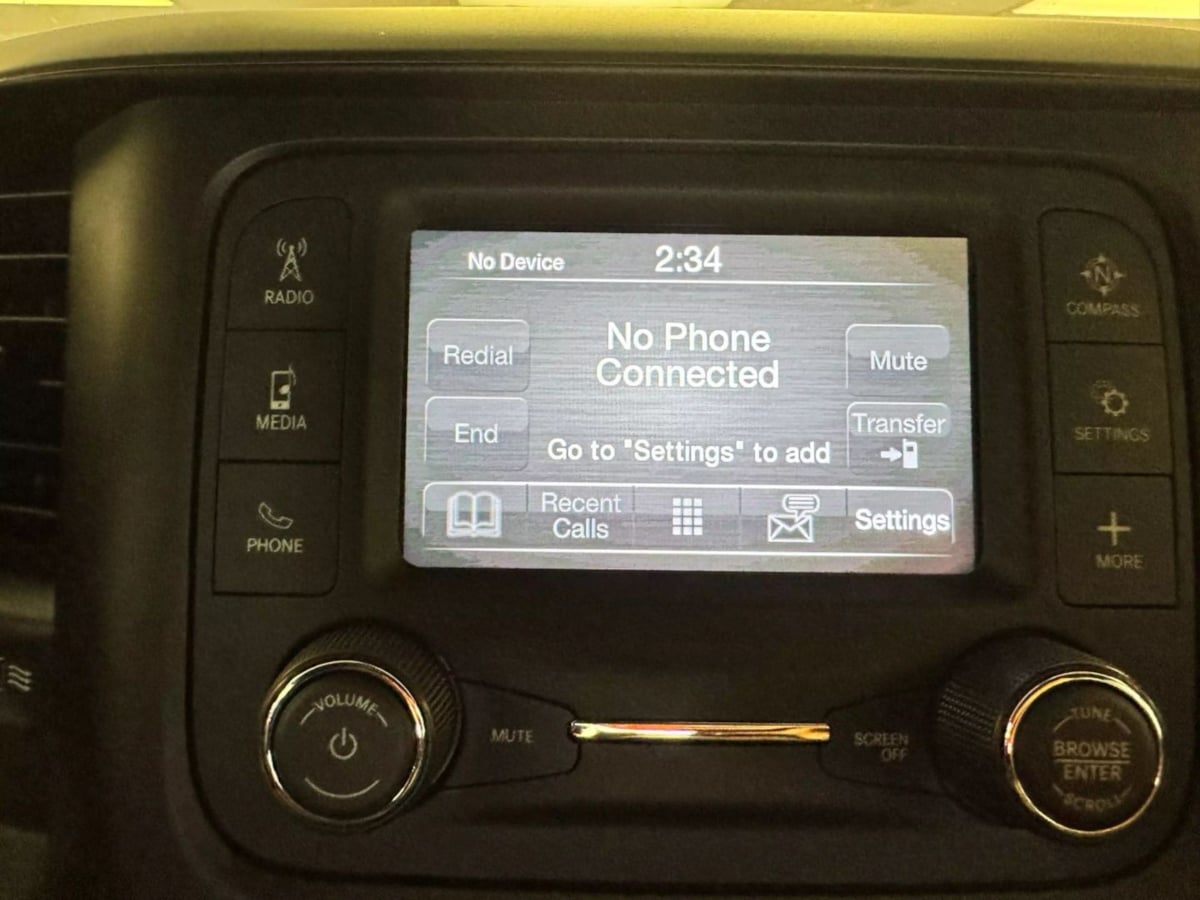 RADIO
MEDIA
PHONE
No Device
2:34
Redial
No Phone
Connected
Mute
End
Go to "Settings" to add
Transfer
Recent
Calls
Settings
N
COMPASS
SETTINGS
MORE
VOLUME
MUTE
SCREEN
OFF
TUNE
BROWSE
ENTER
SCROLL